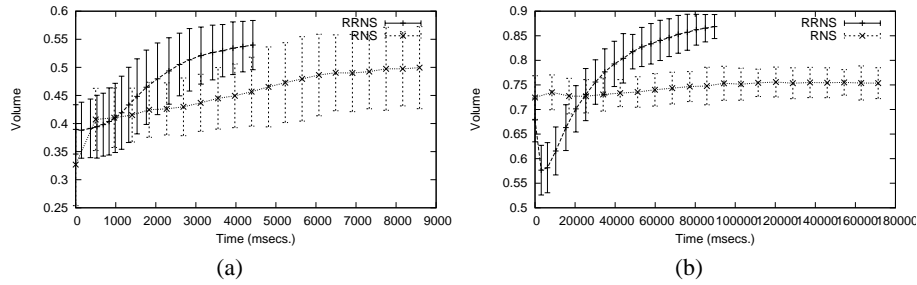 RRNS
RNS
0.6
0.55
0.5
0.45
0.4
0.35
0.3
0.25
Volume
0 1000 2000 3000 4000 5000 6000 7000 8000 9000
Time (msecs.)
(a)
RRNS
RNS
0.9
0.85
0.8
0.75
0.7
0.65
0.6
0.55
0.5
Volume
0 20000 40000 60000 80000 100000 120000 140000 160000 180000
Time (msecs.)
(b)